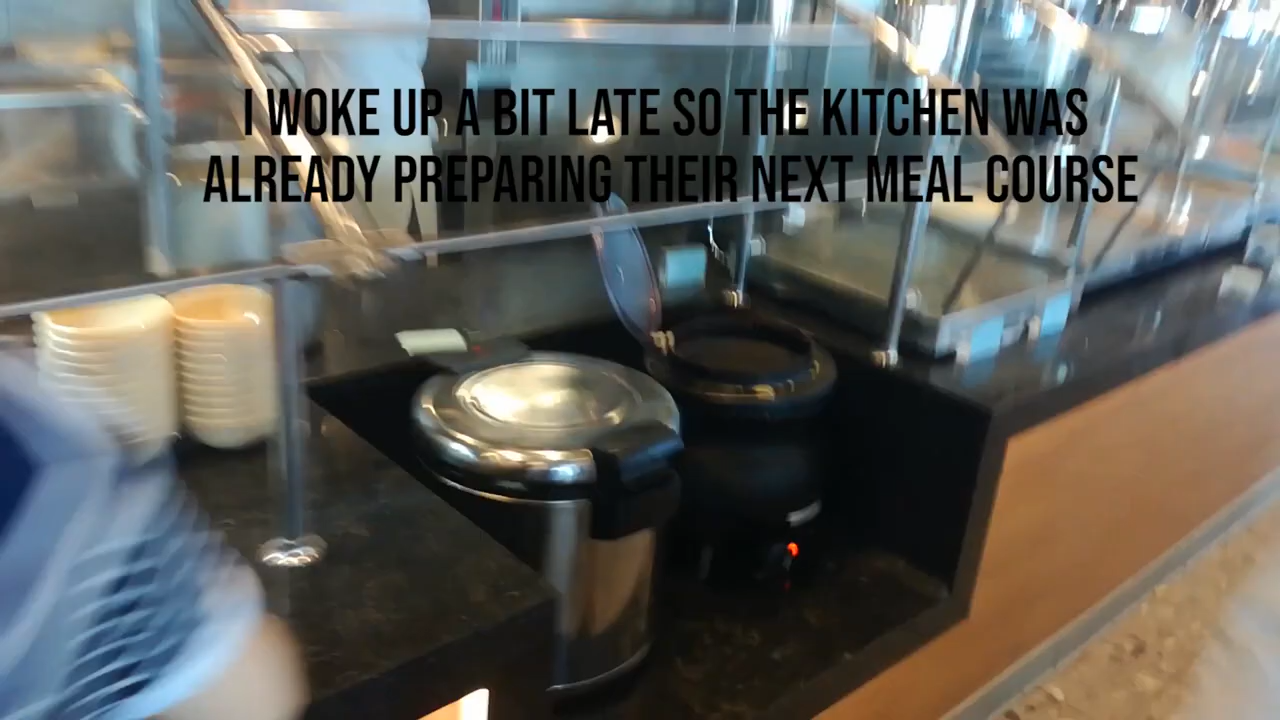 I WOKE UP A BIT LATE SO THE KITCHEN WAS
ALREADY PREPARING THEIR NEXT MEAL COURSE